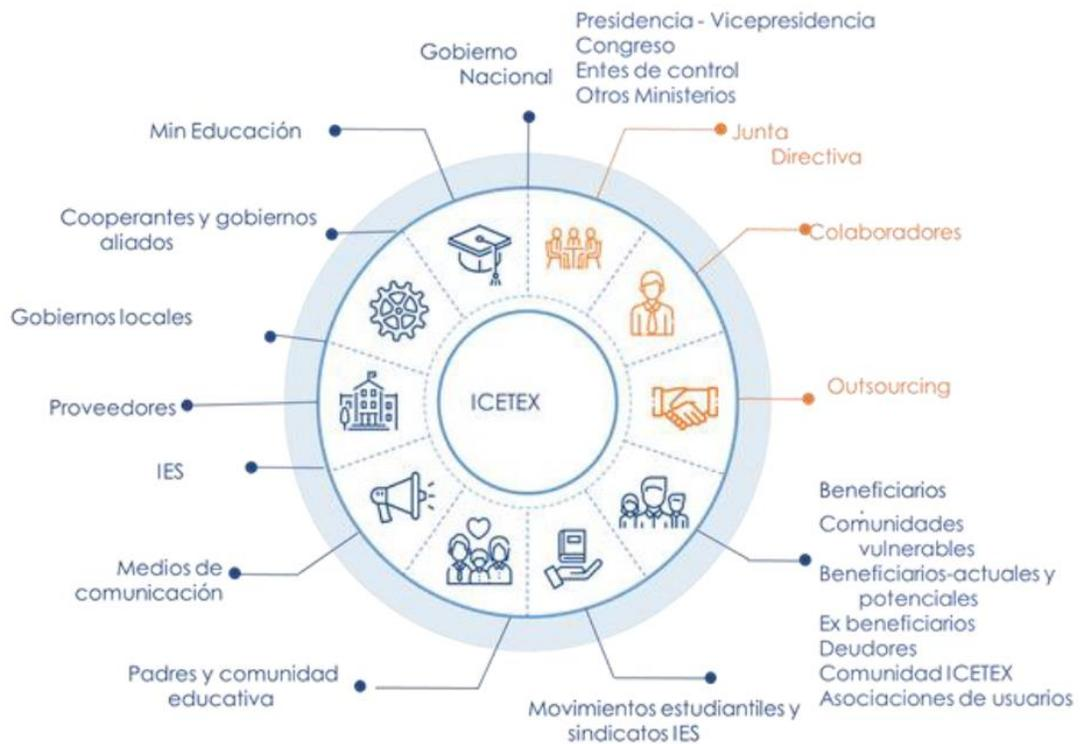 Presidencia - Vicepresidencia
Congreso
Entes de control
Otros Ministerios
Gobierno
Nacional
Min Educación
Junta
Directiva
Cooperantes y gobiernos
aliados
Colaboradores
Gobiernos locales
Proveedores
ICETEX
Outsourcing
IES
Beneficiarios
.
Comunidades
vulnerables
Beneficiarios-actuales y
potenciales
Ex beneficiarios
Deudores
Comunidad ICETEX
Asociaciones de usuarios
Medios de
comunicación
Padres y comunidad
educativa
Movimientos estudiantiles y
sindicatos IES